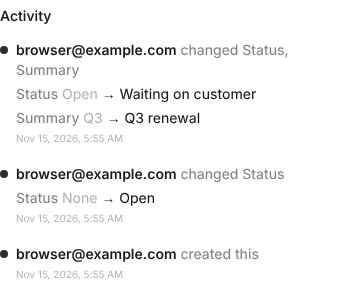 Activity
browser@example.com changed Status,
Summary
Status Open → Waiting on customer
Summary Q3 → Q3 renewal
Nov 15, 2026, 5:55 AM
browser@example.com changed Status
Status None → Open
Nov 15, 2026, 5:55 AM
browser@example.com created this
Nov 15, 2026, 5:55 AM